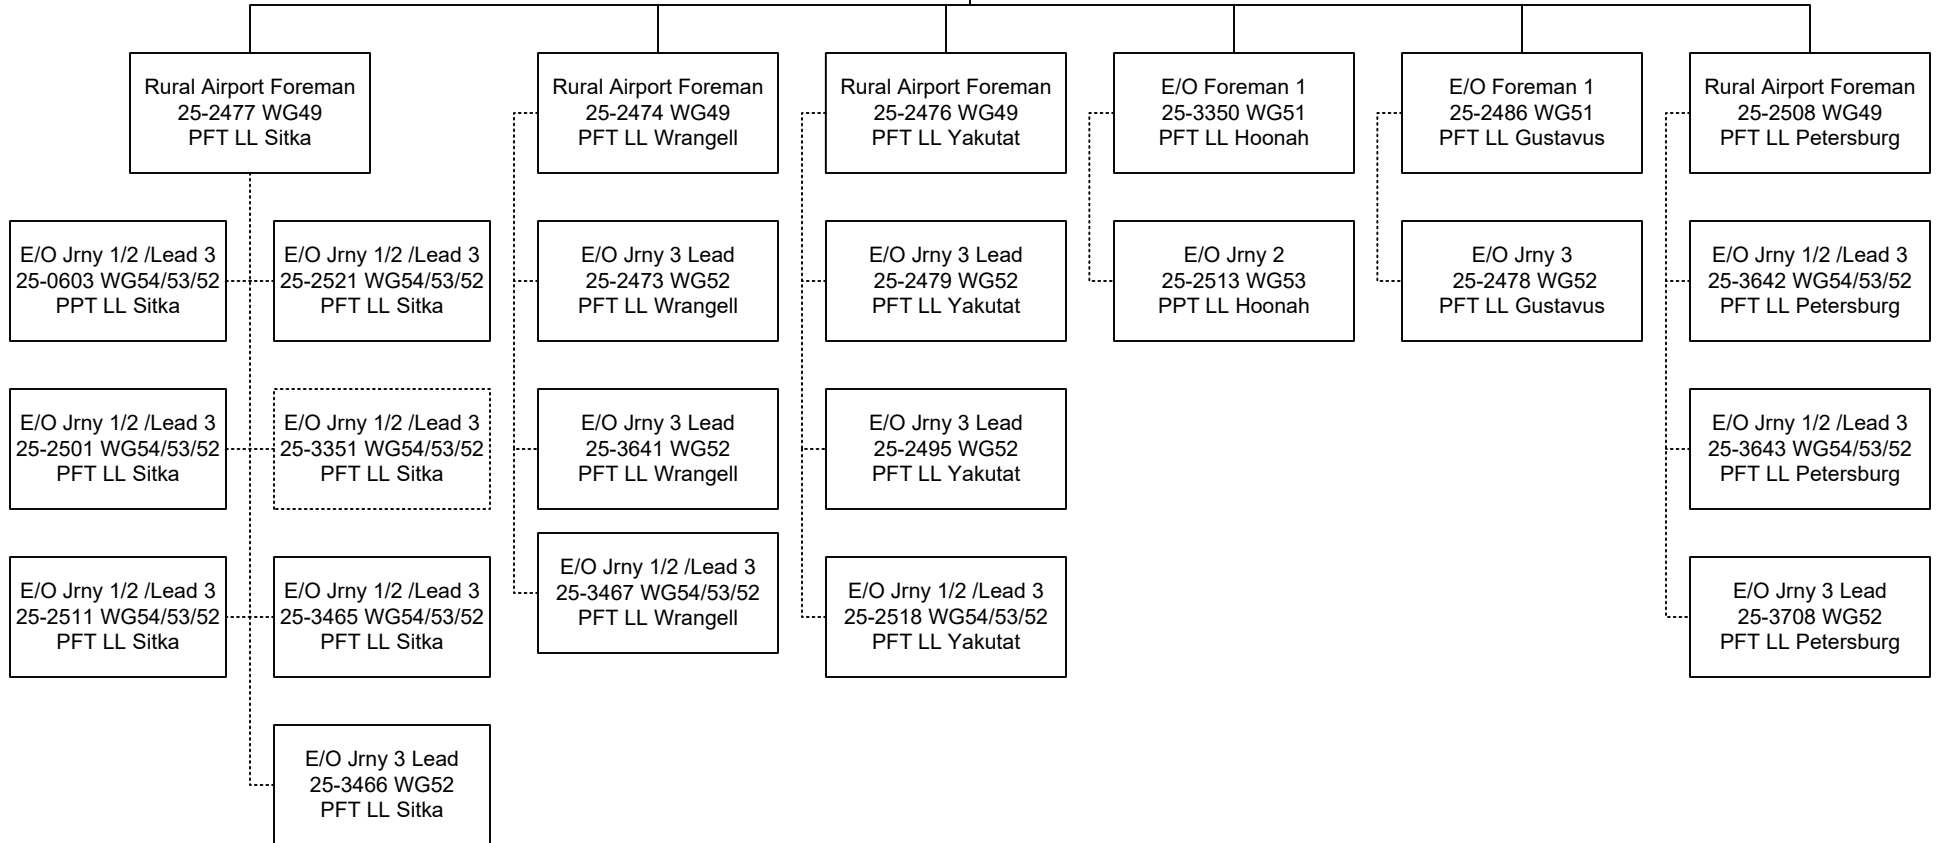 Rural Airport Foreman
25-2477 WG49
PFT LL Sitka
Rural Airport Foreman
25-2474 WG49
PFT LL Wrangell
Rural Airport Foreman
25-2476 WG49
PFT LL Yakutat
E/O Foreman 1
25-3350 WG51
PFT LL Hoonah
E/O Foreman 1
25-2486 WG51
PFT LL Gustavus
Rural Airport Foreman
25-2508 WG49
PFT LL Petersburg
E/O Jrny 1/2 /Lead 3
25-0603 WG54/53/52
PPT LL Sitka
E/O Jrny 1/2 /Lead 3
25-2521 WG54/53/52
PFT LL Sitka
E/O Jrny 3 Lead
25-2473 WG52
PFT LL Wrangell
E/O Jrny 3 Lead
25-2479 WG52
PFT LL Yakutat
E/O Jrny 2
25-2513 WG53
PPT LL Hoonah
E/O Jrny 3
25-2478 WG52
PFT LL Gustavus
E/O Jrny 1/2 /Lead 3
25-3642 WG54/53/52
PFT LL Petersburg
E/O Jrny 1/2 /Lead 3
25-2501 WG54/53/52
PFT LL Sitka
E/O Jrny 1/2 /Lead 3
25-3351 WG54/53/52
PFT LL Sitka
E/O Jrny 3 Lead
25-3641 WG52
PFT LL Wrangell
E/O Jrny 3 Lead
25-2495 WG52
PFT LL Yakutat
E/O Jrny 1/2 /Lead 3
25-3643 WG54/53/52
PFT LL Petersburg
E/O Jrny 1/2 /Lead 3
25-2511 WG54/53/52
PFT LL Sitka
E/O Jrny 1/2 /Lead 3
25-3465 WG54/53/52
PFT LL Sitka
E/O Jrny 1/2 /Lead 3
25-3467 WG54/53/52
PFT LL Wrangell
E/O Jrny 1/2 /Lead 3
25-2518 WG54/53/52
PFT LL Yakutat
E/O Jrny 3 Lead
25-3708 WG52
PFT LL Petersburg
E/O Jrny 3 Lead
25-3466 WG52
PFT LL Sitka